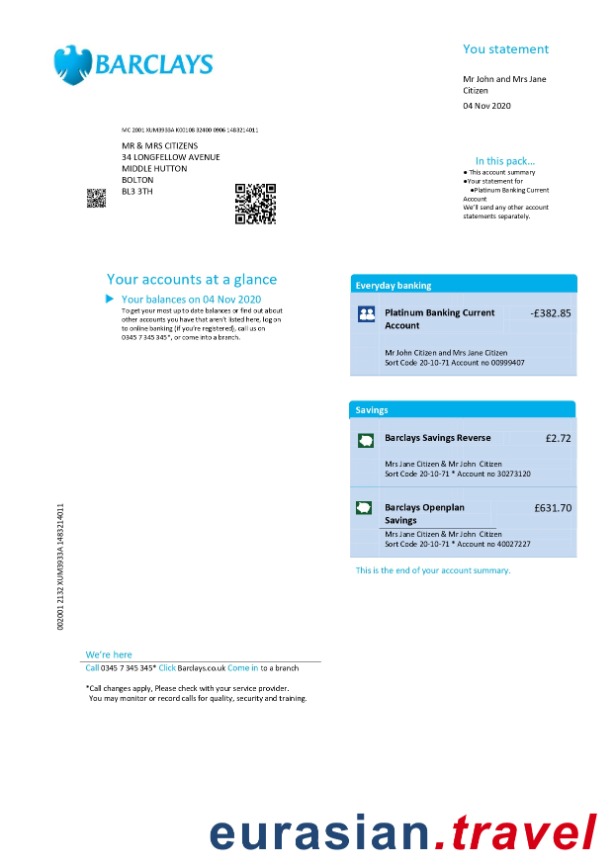 BARCLAYS
You statement
Mr John and Mrs Jane
Citizen
04 Nov 2020
MC 2001 XUM3933A K00108 32400 0906 1483214011
MR & MRS CITIZENS
34 LONGFELLOW AVENUE
MIDDLE HUTTON
BOLTON
BL3 3TH
In this pack...
● This account summary
●Your statement for
●Platinum Banking Current
Account
We'll send any other account
statements separately.
Your accounts at a glance
Your balances on 04 Nov 2020
To get your most up to date balances or find out about
other accounts you have that aren't listed here, log on
to online banking (if you're registered), call us on
0345 7 345 345*, or come into a branch.
Everyday banking
Platinum Banking Current -£382.85
Account
Mr John Citizen and Mrs Jane Citizen
Sort Code 20-10-71 Account no 00999407
Savings
Barclays Savings Reverse £2.72
Mrs Jane Citizen & Mr John Citizen
Sort Code 20-10-71 * Account no 30273120
Barclays Openplan £631.70
Savings
Mrs Jane Citizen & Mr John Citizen
Sort Code 20-10-71 * Account no 40027227
This is the end of your account summary.
002001 2132 XUM3933A 1483214011
We're here
Call 0345 7 345 345* Click Barclays.co.uk Come in to a branch
*Call changes apply, Please check with your service provider.
You may monitor or record calls for quality, security and training.
eurasian.travel